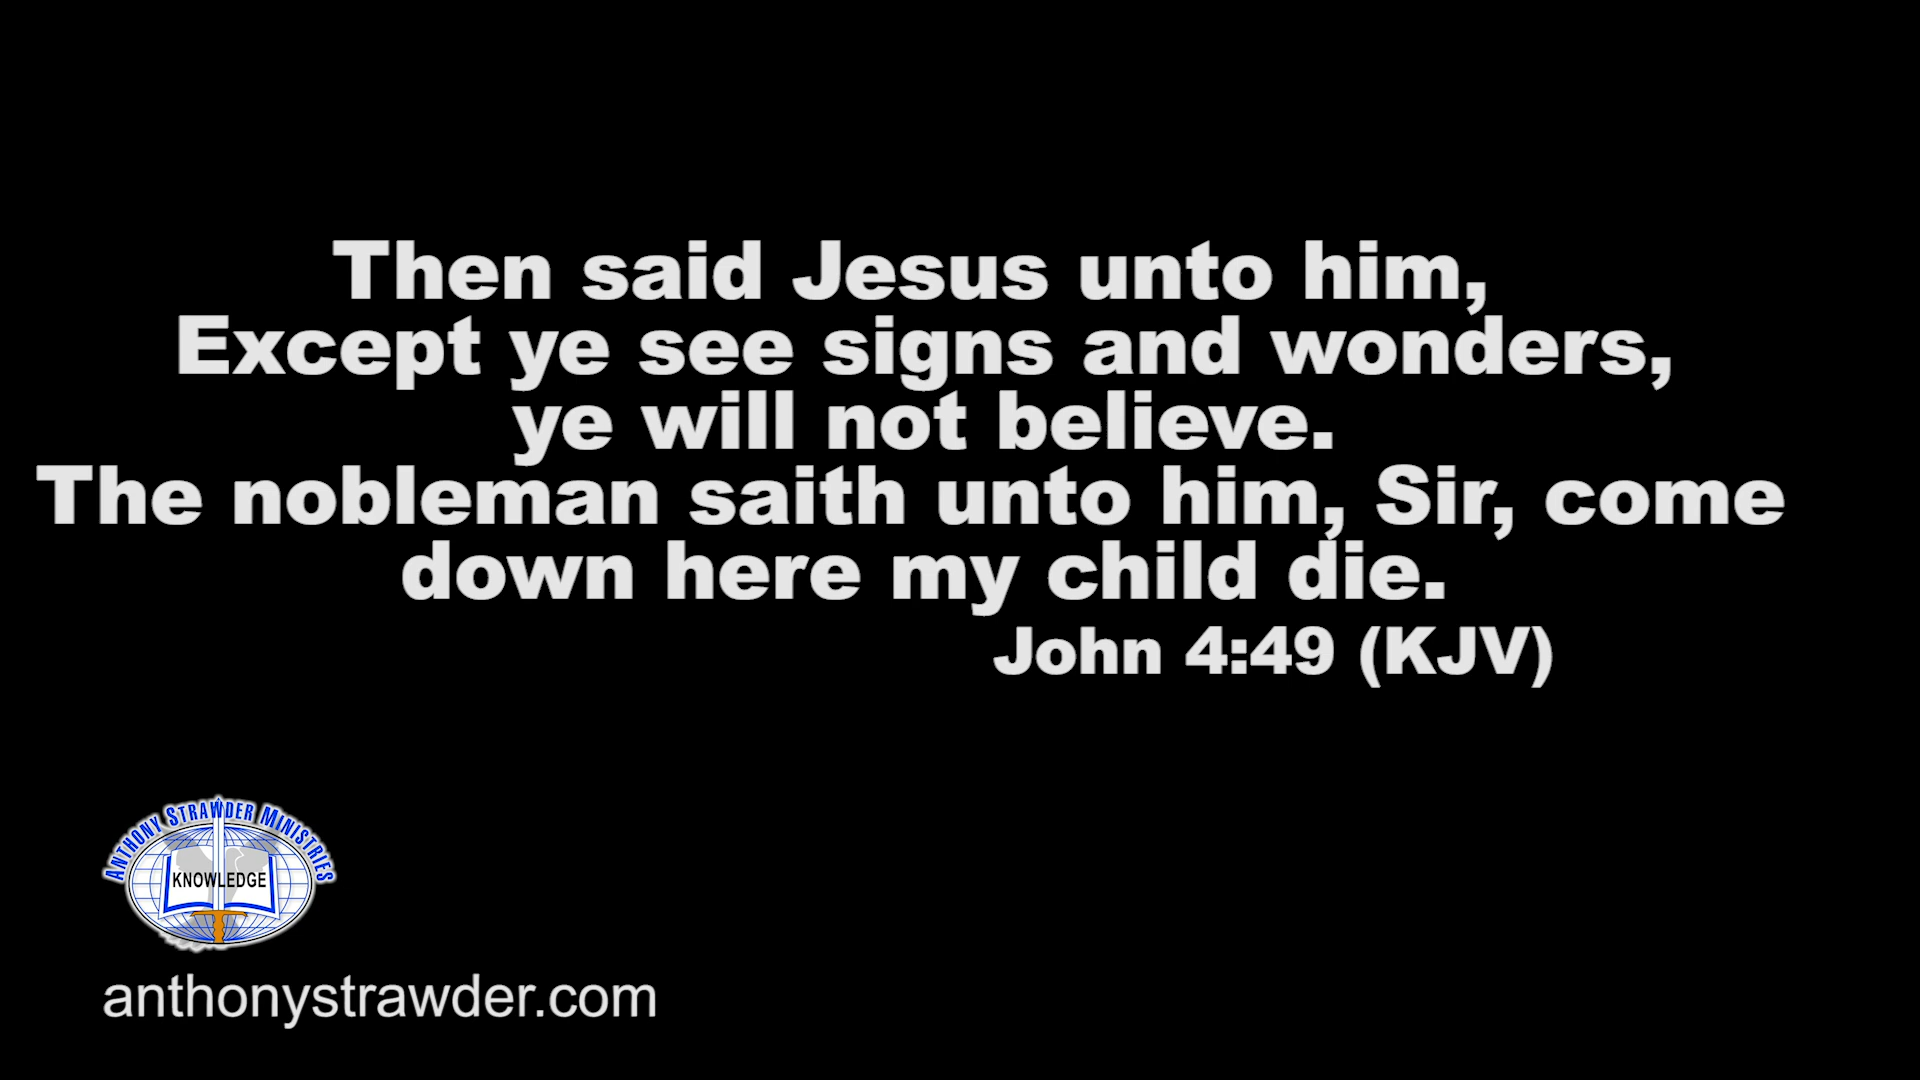 Then said Jesus unto him,
Except ye see signs and wonders,
ye will not believe.
The nobleman saith unto him, Sir, come
down here my child die.
John 4:49 (KJV)
ANTHONY STRAWDER MINISTRIES
KNOWLEDGE
anthonystrawder.com